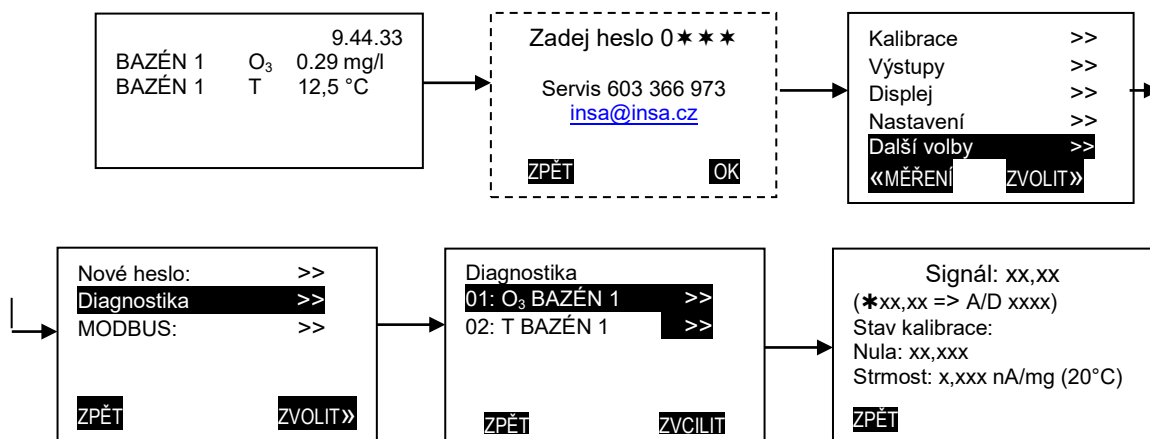 9.44.33
BAZÉN 1 O₃ 0.29 mg/l
BAZÉN 1 T 12,5 °C
Zadej heslo 0✶✶✶
Servis 603 366 973
insa@insa.cz
ZPĚT OK
Kalibrace >>
Výstupy >>
Displej >>
Nastavení >>
Další volby >>
«MĚŘENÍ ZVOLIT»
Nové heslo: >>
Diagnostika >>
MODBUS: >>
ZPĚT ZVOLIT»
Diagnostika
01: O₃ BAZÉN 1 >>
02: T BAZÉN 1 >>
ZPĚT ZVCILIT
Signál: xx,xx
(✶xx,xx => A/D xxxx)
Stav kalibrace:
Nula: xx,xxx
Strmost: x,xxx nA/mg (20°C)
ZPĚT